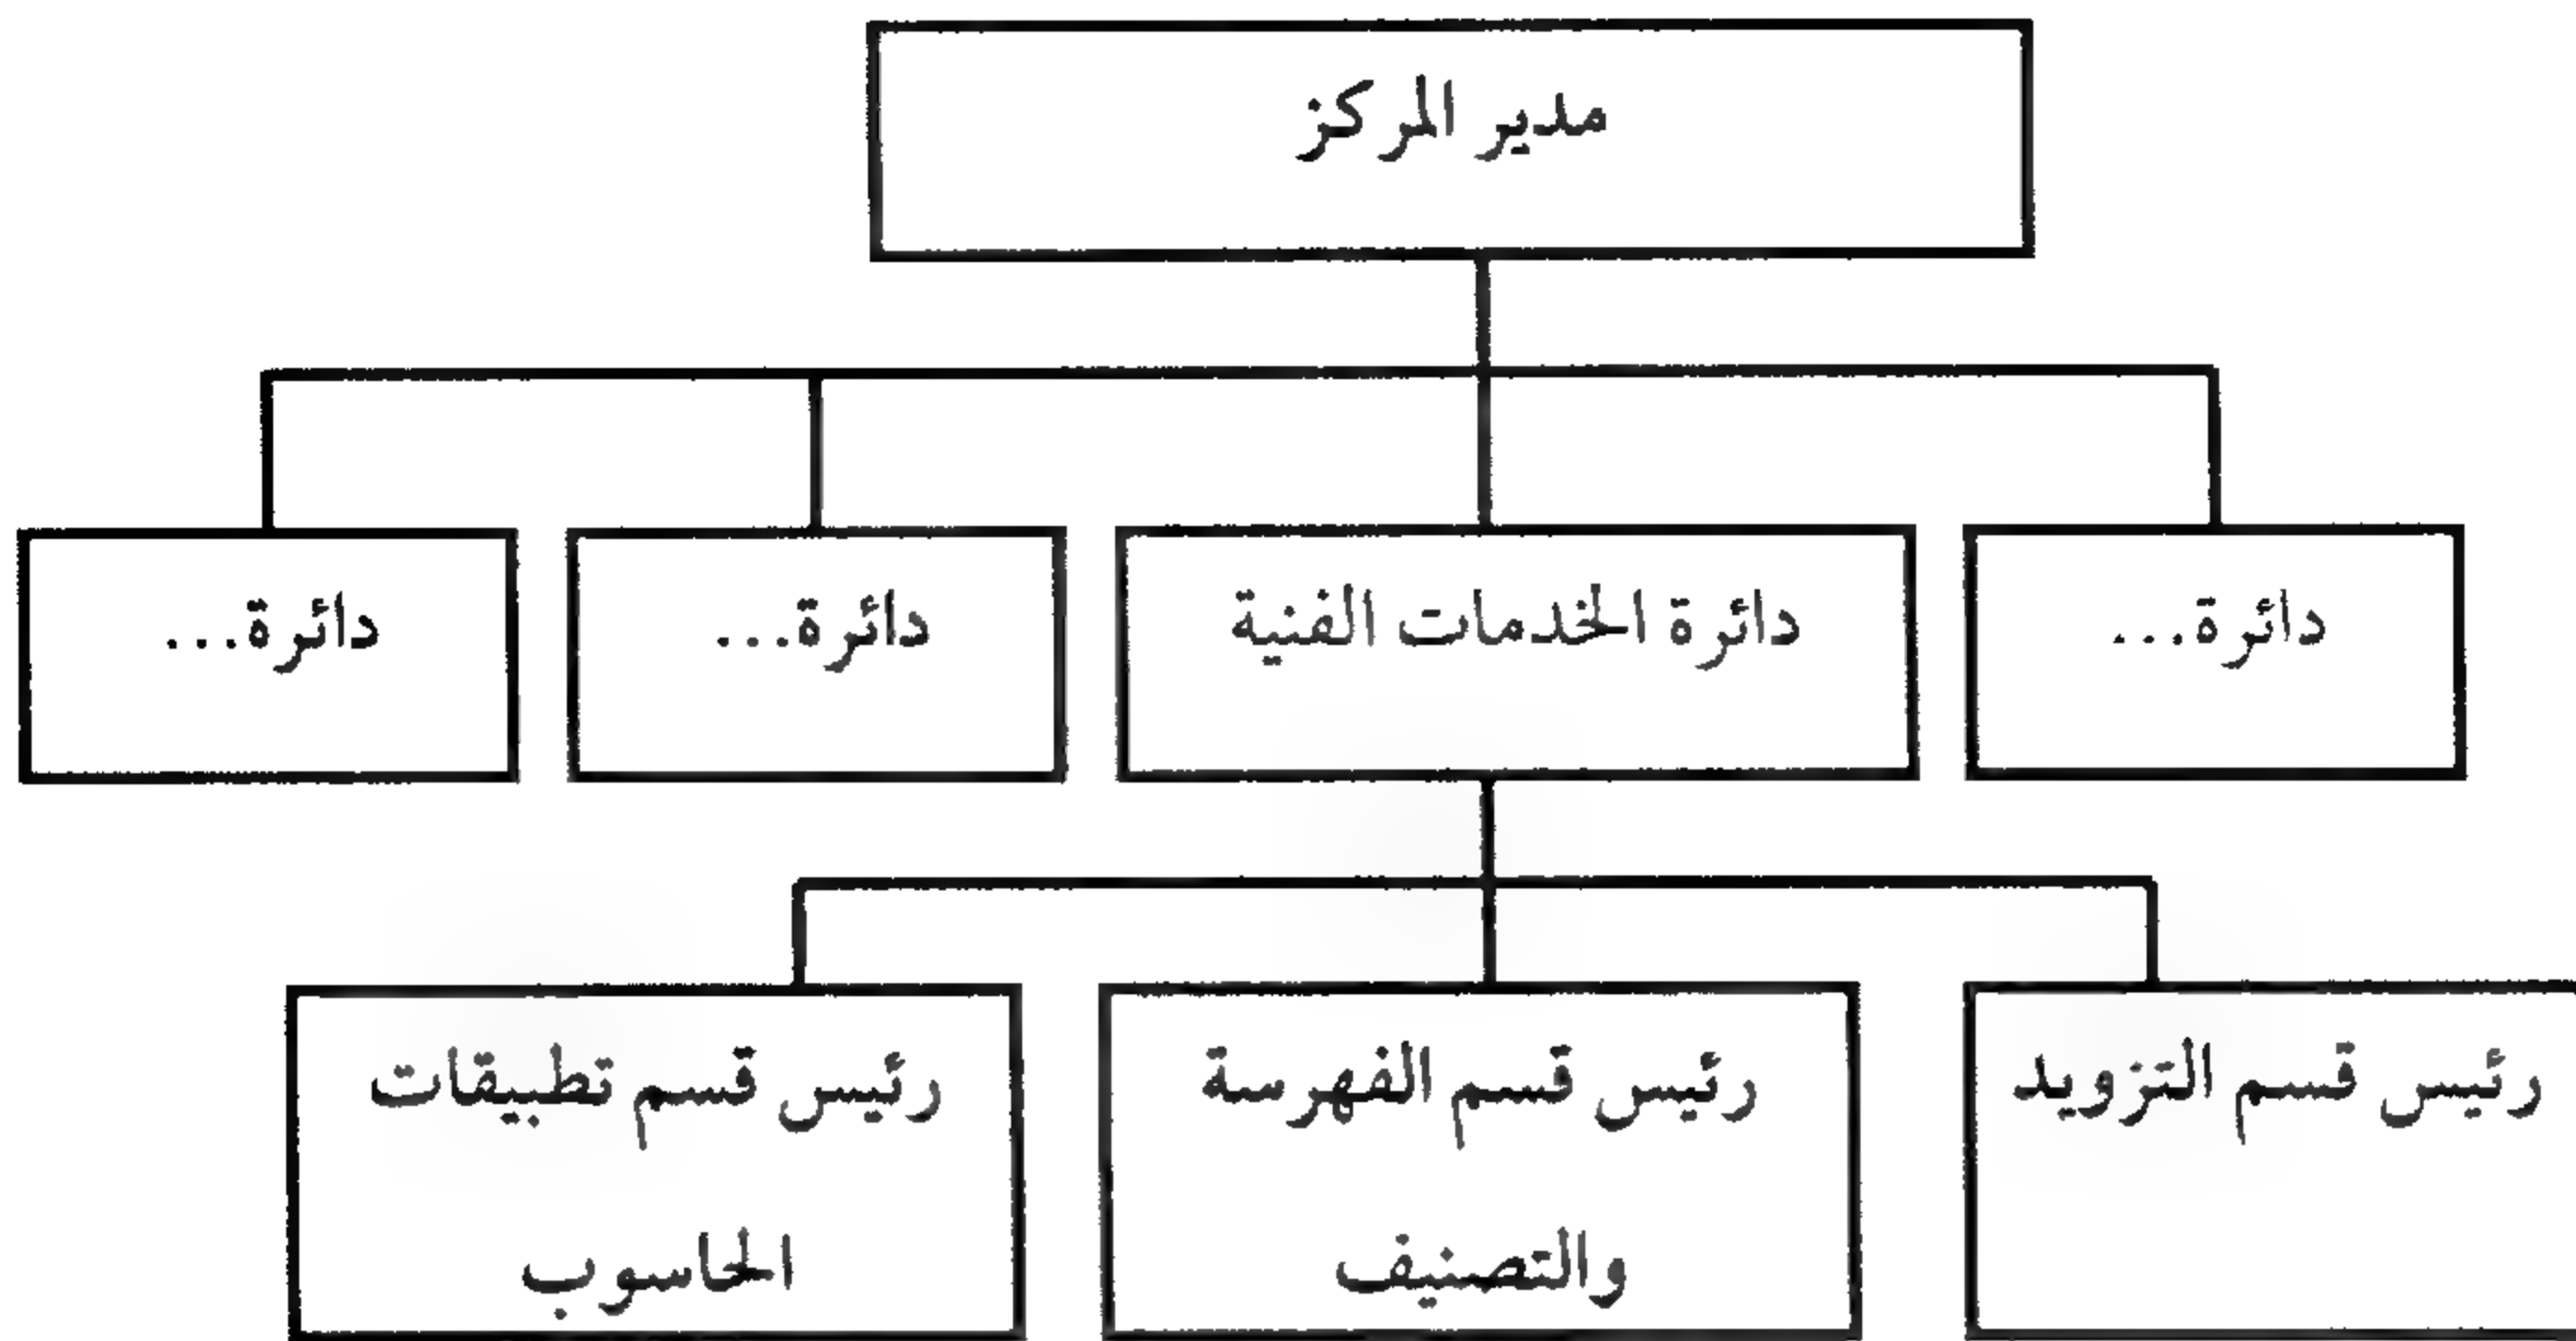 مدير المركز
دائرة...
دائرة الخدمات الفنية
دائرة...
دائرة...
رئيس قسم التزويد
رئيس قسم الفهرسة
والتصنيف
رئيس قسم تطبيقات
الحاسوب